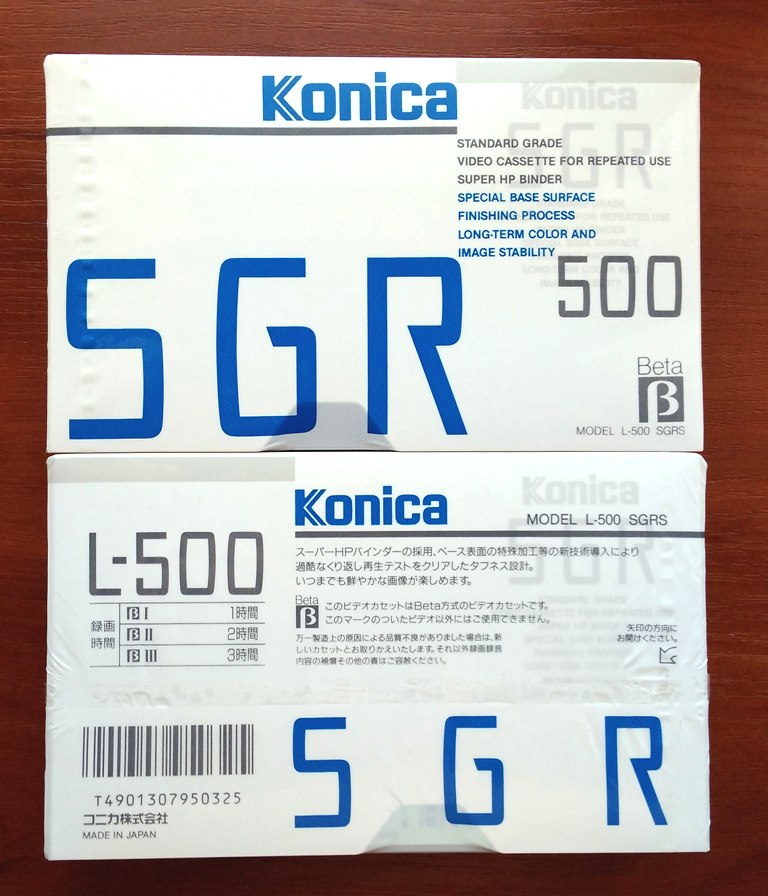 Konica
STANDARD GRADE
VIDEO CASSETTE FOR REPEATED USE
SUPER HP BINDER
SPECIAL BASE SURFACE
FINISHING PROCESS
LONG-TERM COLOR AND
IMAGE STABILITY
SGR
500
Beta
β
MODEL L-500 SGRS
Konica
MODEL L-500 SGRS
L-500
録画時間
β I 1時間
β II 2時間
β III 3時間
スーパーHPバインダーの採用、ベース表面の特殊加工等の新技術導入により
過酷なくり返し再生テストをクリアしたタフネス設計。
いつまでも鮮やかな画像が楽しめます。
Beta
β
このビデオカセットはBeta方式のビデオカセットです。
このマークのついたビデオ以外にはご使用できません。
万一製造上の原因による品質不良がありました場合は、新
しいカセットとお取りかえいたします。それ以外録画録音
内容の補償その他の責はご容赦ください。
矢印の方向に
お開けください。
T4901307950325
コニカ株式会社
MADE IN JAPAN
SGR